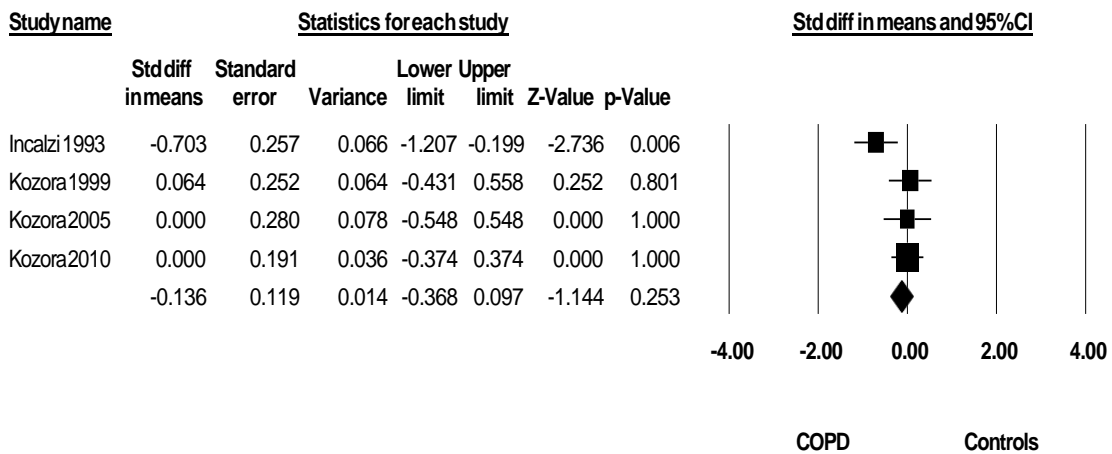 Study name Statistics for each study Std diff in means and 95% CI
Std diff Standard Lower Upper
in means error Variance limit limit Z-Value p-Value
Incalzi 1993 -0.703 0.257 0.066 -1.207 -0.199 -2.736 0.006
Kozora 1999 0.064 0.252 0.064 -0.431 0.558 0.252 0.801
Kozora 2005 0.000 0.280 0.078 -0.548 0.548 0.000 1.000
Kozora 2010 0.000 0.191 0.036 -0.374 0.374 0.000 1.000
-0.136 0.119 0.014 -0.368 0.097 -1.144 0.253
-4.00 -2.00 0.00 2.00 4.00
COPD Controls